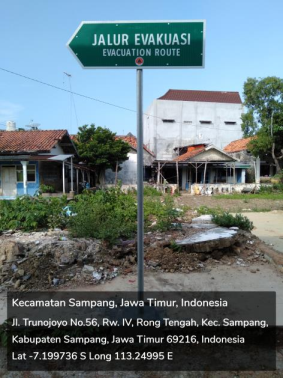 JALUR EVAKUASI
EVACUATION ROUTE
Kecamatan Sampang, Jawa Timur, Indonesia
Jl. Trunojoyo No.56, Rw. IV, Rong Tengah, Kec. Sampang,
Kabupaten Sampang, Jawa Timur 69216, Indonesia
Lat -7.199736 S Long 113.24995 E